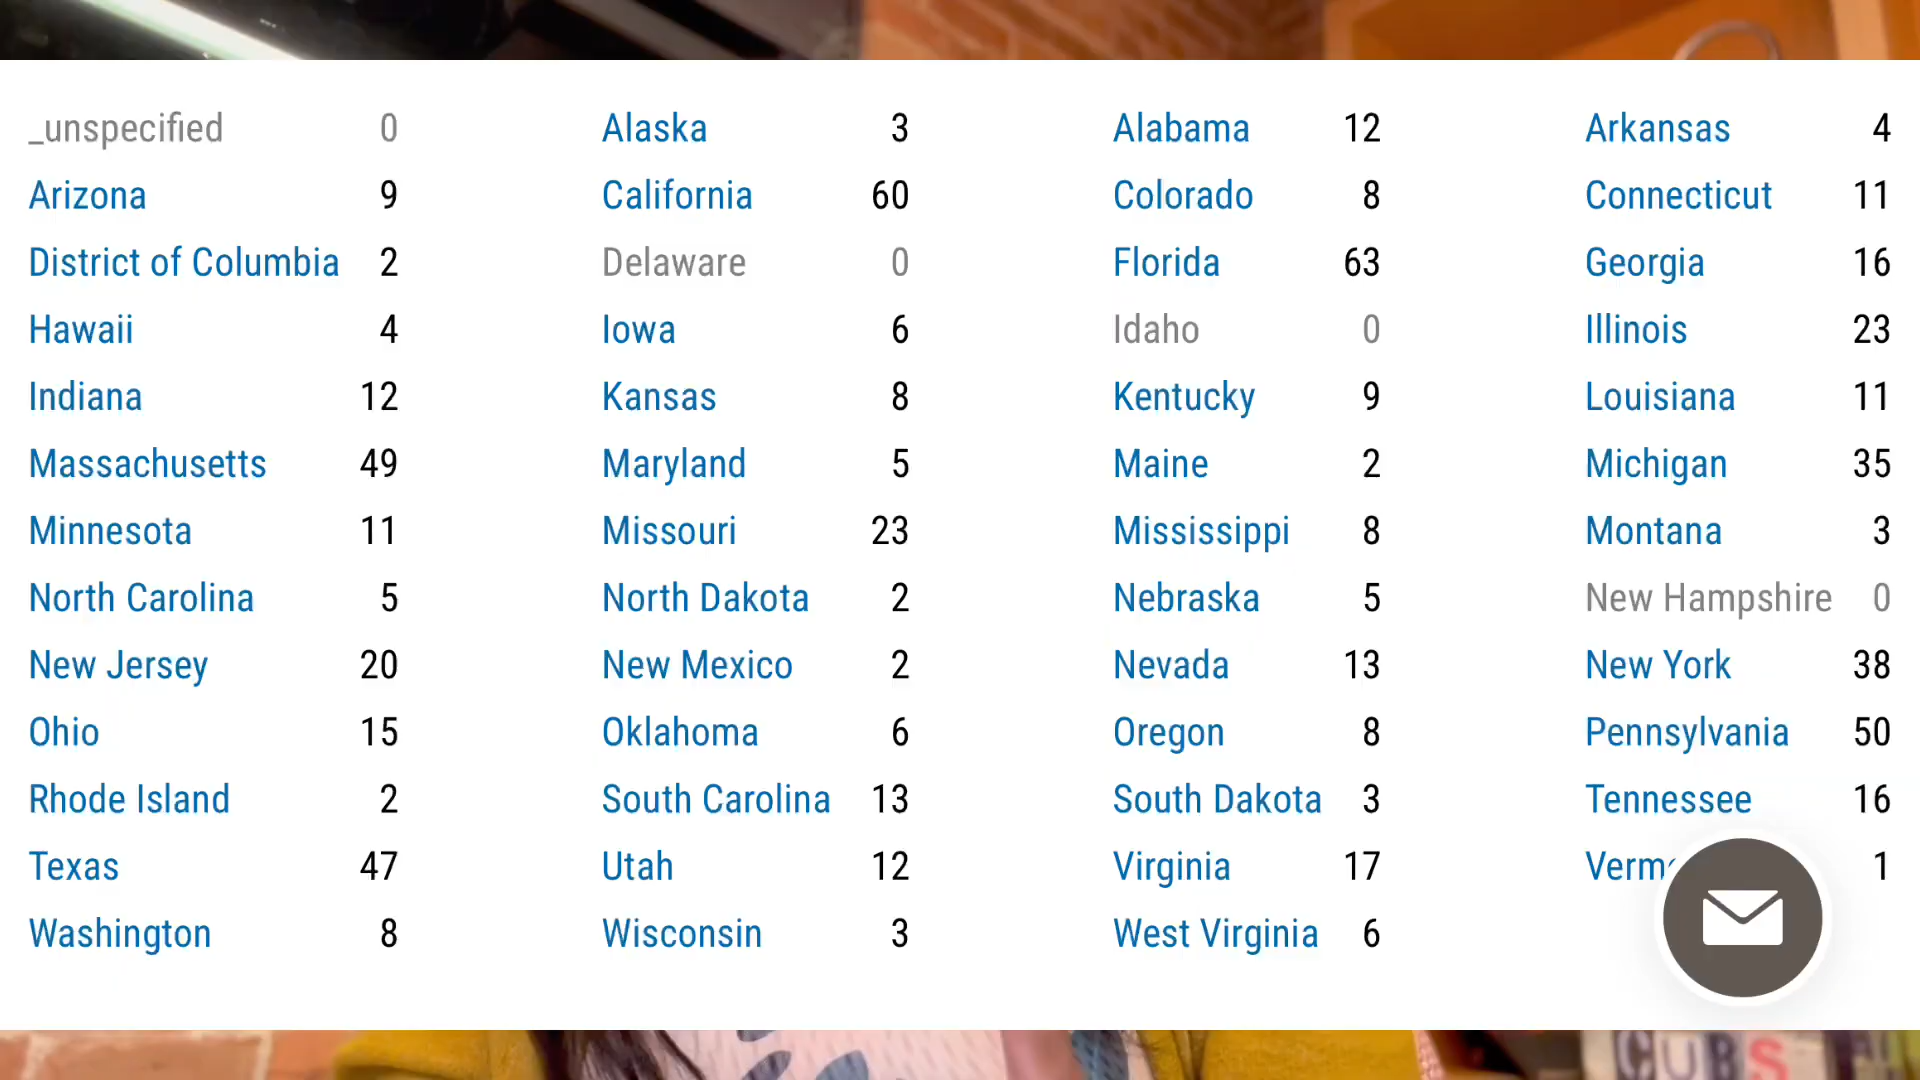 _unspecified 0 Alaska 3 Alabama 12 Arkansas 4
Arizona 9 California 60 Colorado 8 Connecticut 11
District of Columbia 2 Delaware 0 Florida 63 Georgia 16
Hawaii 4 Iowa 6 Idaho 0 Illinois 23
Indiana 12 Kansas 8 Kentucky 9 Louisiana 11
Massachusetts 49 Maryland 5 Maine 2 Michigan 35
Minnesota 11 Missouri 23 Mississippi 8 Montana 3
North Carolina 5 North Dakota 2 Nebraska 5 New Hampshire 0
New Jersey 20 New Mexico 2 Nevada 13 New York 38
Ohio 15 Oklahoma 6 Oregon 8 Pennsylvania 50
Rhode Island 2 South Carolina 13 South Dakota 3 Tennessee 16
Texas 47 Utah 12 Virginia 17 1
Washington 8 Wisconsin 3 West Virginia 6
CUBS